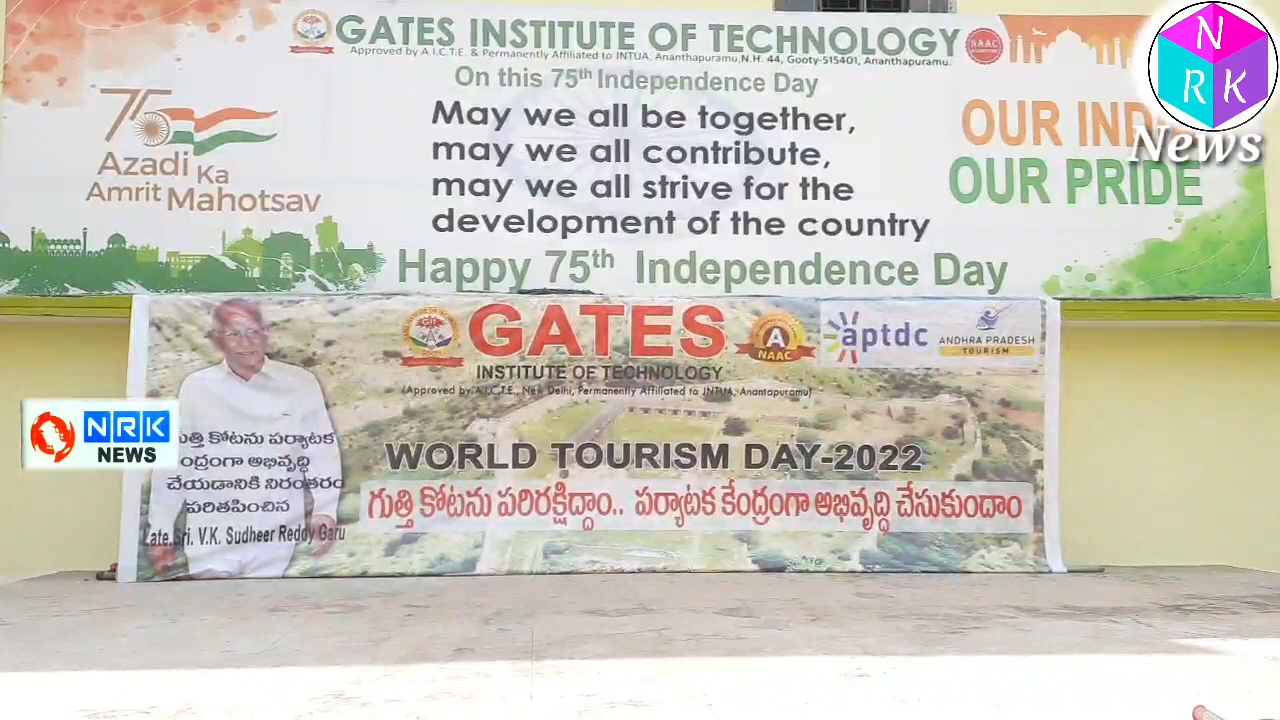 GATES INSTITUTE OF TECHNOLOGY
Approved by A.I.C.T.E. & Permanently Affiliated to JNTUA, Ananthapuramu,N.H. 44, Gooty-515401, Ananthapuramu.
NAAC
On this 75th Independence Day
May we all be together,
may we all contribute,
may we all strive for the
development of the country
Happy 75th Independence Day
75
Azadi Ka
Amrit Mahotsav
OUR
OUR PRIDE
N
R K
News
GATES
INSTITUTE OF TECHNOLOGY
(Approved by A.I.C.T.E., New Delhi, Permanently Affiliated to JNTUA, Anantapuramu)
A
NAAC
aptdc
ANDHRA PRADESH
TOURISM
WORLD TOURISM DAY-2022
గుత్తి కోటను పరిరక్షిద్దాం.. పర్యాటక కేంద్రంగా అభివృద్ధి చేసుకుందాం
NRK
NEWS
కోటను పర్యాటక
అభివృద్ధి
చేయడానికి నిరంతరం
పరితపించిన
Late.Sri. V.K. Sudheer Reddy Garu